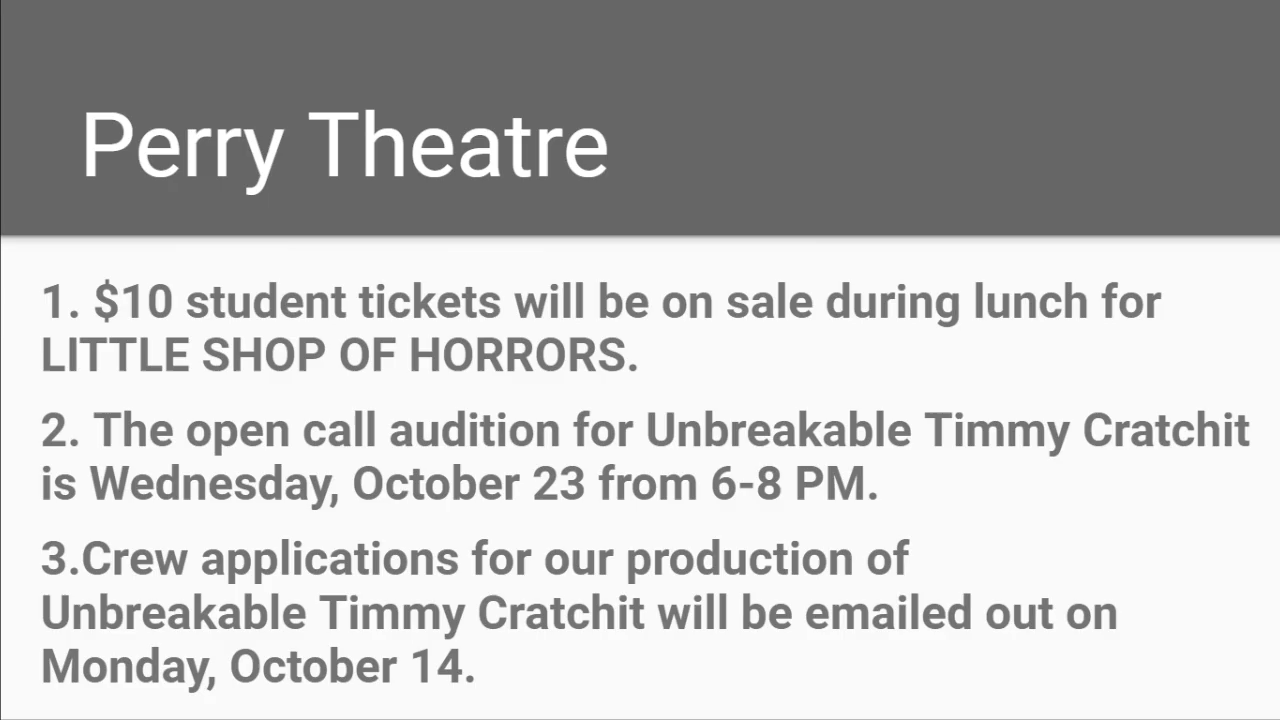 Perry Theatre
1. $10 student tickets will be on sale during lunch for
LITTLE SHOP OF HORRORS.
2. The open call audition for Unbreakable Timmy Cratchit
is Wednesday, October 23 from 6-8 PM.
3.Crew applications for our production of
Unbreakable Timmy Cratchit will be emailed out on
Monday, October 14.